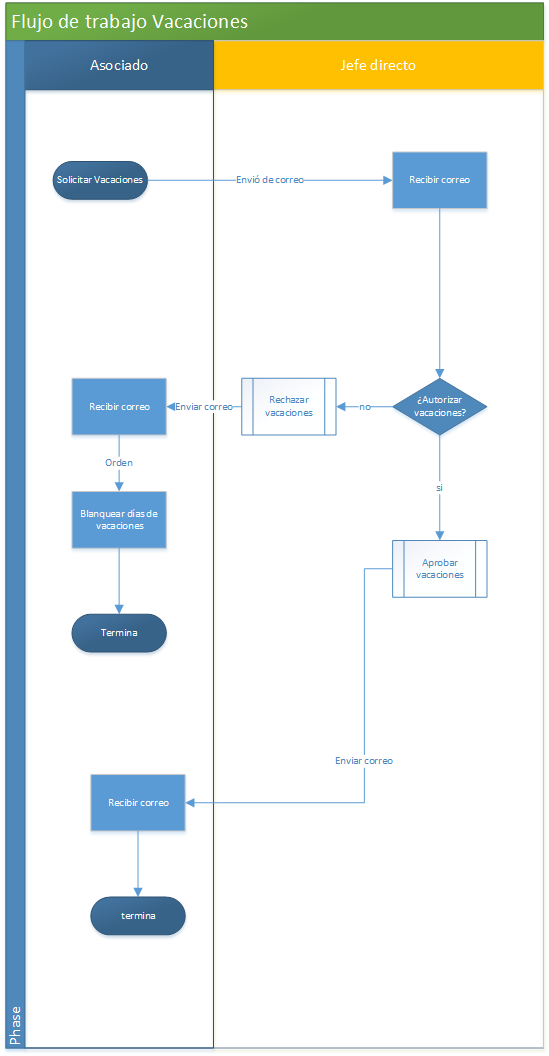 Flujo de trabajo Vacaciones
Asociado
Jefe directo
Solicitar Vacaciones
Envió de correo
Recibir correo
¿Autorizar
vacaciones?
no
Rechazar
vacaciones
Enviar correo
Recibir correo
Orden
Blanquear días de
vacaciones
Termina
si
Aprobar
vacaciones
Enviar correo
Recibir correo
termina
Phase